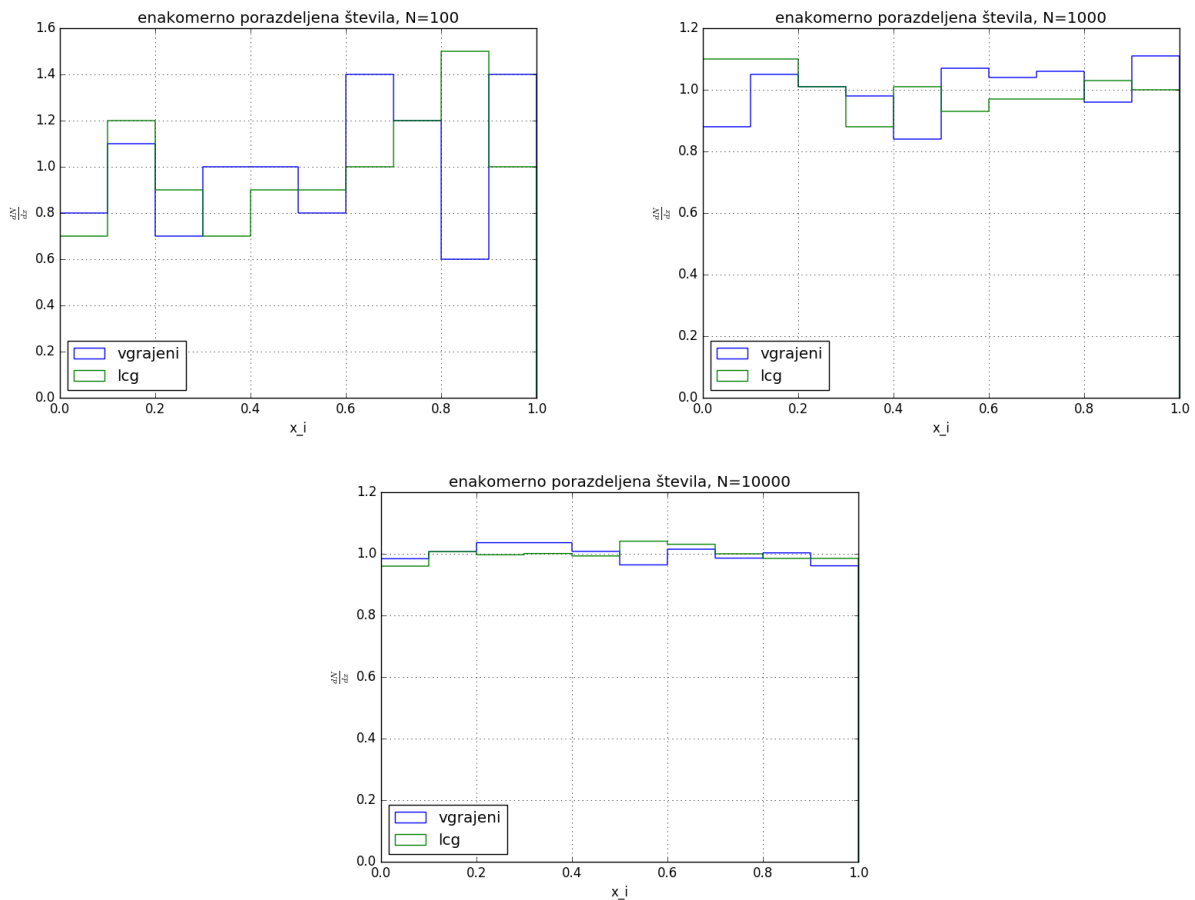 enakomerno porazdeljena števila, N=100
1.6
1.4
1.2
1.0
0.8
0.6
0.4
0.2
0.0
dN
dx
vgrajeni
lcg
0.0 0.2 0.4 0.6 0.8 1.0
x_i
enakomerno porazdeljena števila, N=1000
1.2
1.0
0.8
0.6
0.4
0.2
0.0
dN
dx
vgrajeni
lcg
0.0 0.2 0.4 0.6 0.8 1.0
x_i
enakomerno porazdeljena števila, N=10000
1.2
1.0
0.8
0.6
0.4
0.2
0.0
dN
dx
vgrajeni
lcg
0.0 0.2 0.4 0.6 0.8 1.0
x_i